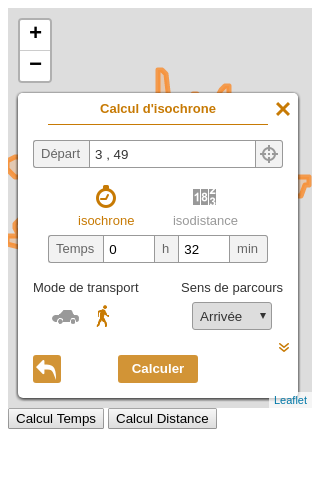 +
−
Calcul d'isochrone
Départ 3 , 49
isochrone isodistance
Temps 0 h 32 min
Mode de transport Sens de parcours
Arrivée
Calculer
Leaflet
Calcul Temps Calcul Distance